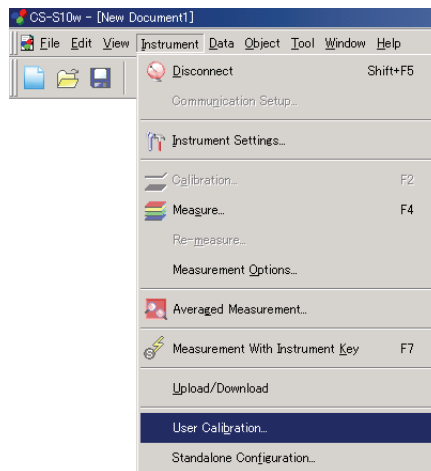 CS-S10w - [New Document1]
File Edit View Instrument Data Object Tool Window Help
Disconnect Shift+F5
Communication Setup...
Instrument Settings...
Calibration... F2
Measure... F4
Re-measure...
Measurement Options...
Averaged Measurement...
Measurement With Instrument Key F7
Upload/Download
User Calibration...
Standalone Configuration...